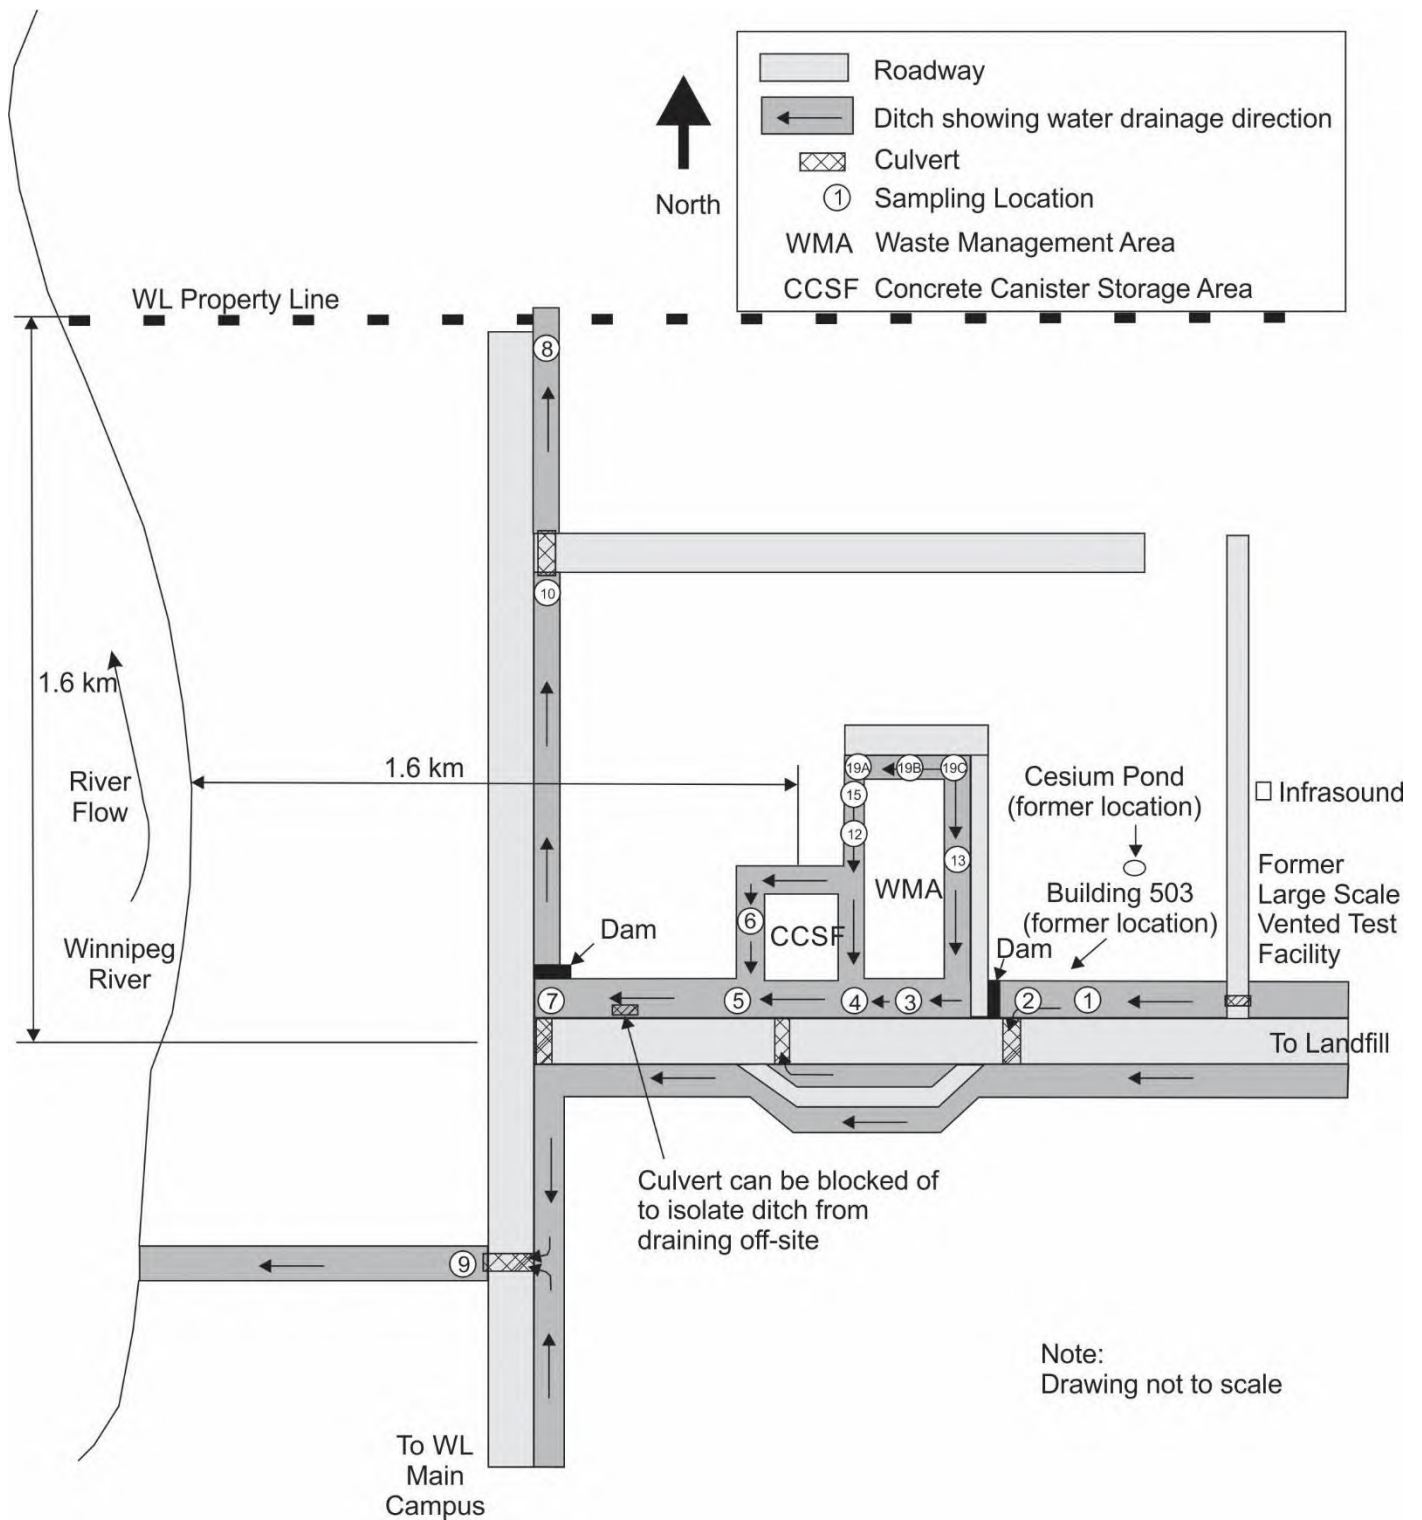 Roadway
Ditch showing water drainage direction
Culvert
1 Sampling Location
WMA Waste Management Area
CCSF Concrete Canister Storage Area
North
WL Property Line
8
10
1.6 km
1.6 km
River
Flow
Winnipeg
River
19A
19B
19C
15
12
13
WMA
6
CCSF
Cesium Pond
(former location)
Building 503
(former location)
Infrasound
Former
Large Scale
Vented Test
Facility
Dam
Dam
7
5
4
3
2
1
To Landfill
Culvert can be blocked of
to isolate ditch from
draining off-site
9
Note:
Drawing not to scale
To WL
Main
Campus